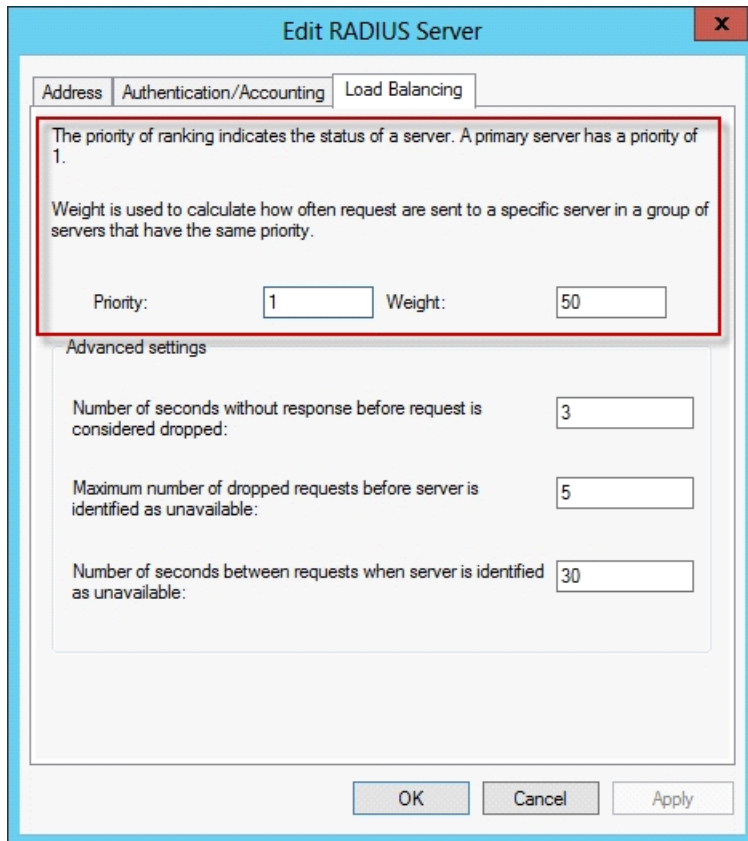 Edit RADIUS Server
x
Address Authentication/Accounting Load Balancing
The priority of ranking indicates the status of a server. A primary server has a priority of
1.
Weight is used to calculate how often request are sent to a specific server in a group of
servers that have the same priority.
Priority: 1 Weight: 50
Advanced settings
Number of seconds without response before request is
considered dropped: 3
Maximum number of dropped requests before server is
identified as unavailable: 5
Number of seconds between requests when server is identified
as unavailable: 30
OK Cancel Apply